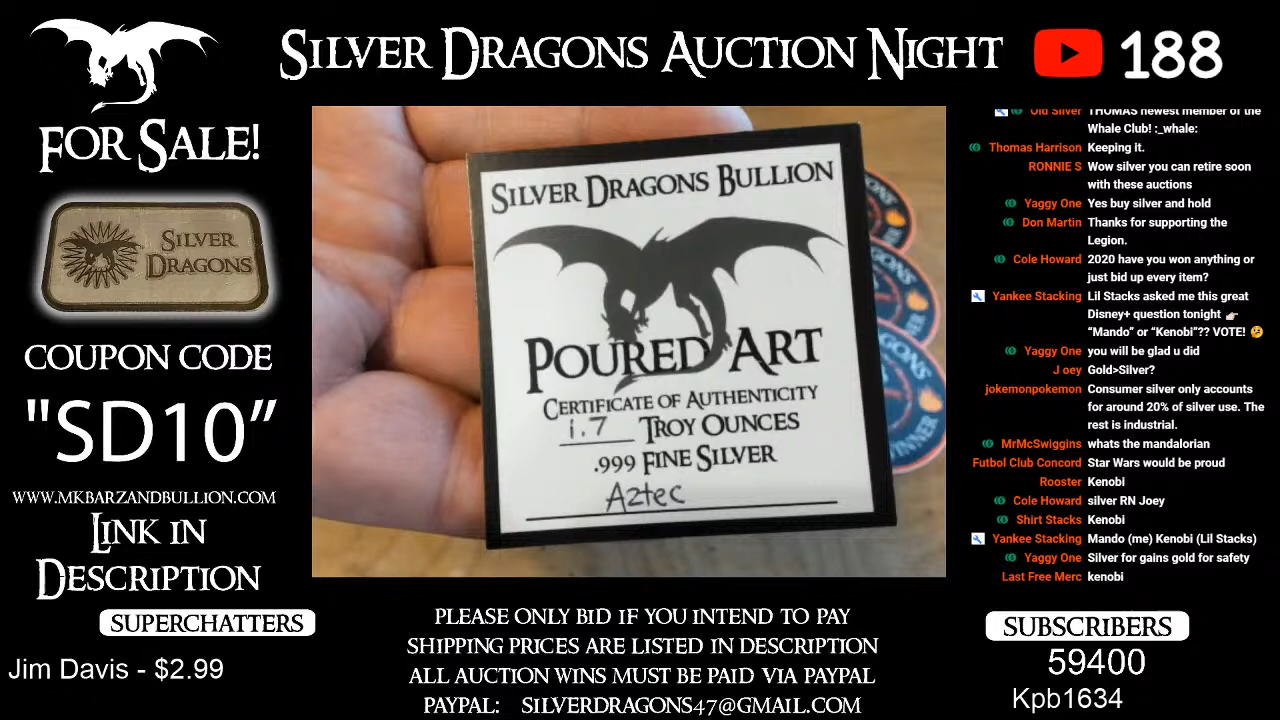 SILVER DRAGONS AUCTION NIGHT
188
FOR SALE!
SILVER
DRAGONS
COUPON CODE
"SD10"
WWW.MKBARZANDBULLION.COM
LINK IN
DESCRIPTION
SUPERCHATTERS
Jim Davis - $2.99
SILVER DRAGONS BULLION
POURED ART
CERTIFICATE OF AUTHENTICITY
1.7 TROY OUNCES
.999 FINE SILVER
Aztec
WINNER
PLEASE ONLY BID IF YOU INTEND TO PAY
SHIPPING PRICES ARE LISTED IN DESCRIPTION
ALL AUCTION WINS MUST BE PAID VIA PAYPAL
PAYPAL: SILVERDRAGONS47@GMAIL.COM
Old Silver THOMAS newest member of the
Whale Club! :_whale:
Thomas Harrison Keeping it.
RONNIE S Wow silver you can retire soon
with these auctions
Yaggy One Yes buy silver and hold
Don Martin Thanks for supporting the
Legion.
Cole Howard 2020 have you won anything or
just bid up every item?
Yankee Stacking Lil Stacks asked me this great
Disney+ question tonight 👉🏻
“Mando” or “Kenobi”?? VOTE! 🤨
Yaggy One you will be glad u did
J oey Gold>Silver?
jokemonpokemon Consumer silver only accounts
for around 20% of silver use. The
rest is industrial.
MrMcSwiggins whats the mandalorian
Futbol Club Concord Star Wars would be proud
Rooster Kenobi
Cole Howard silver RN Joey
Shirt Stacks Kenobi
Yankee Stacking Mando (me) Kenobi (Lil Stacks)
Yaggy One Silver for gains gold for safety
Last Free Merc kenobi
SUBSCRIBERS
59400
Kpb1634